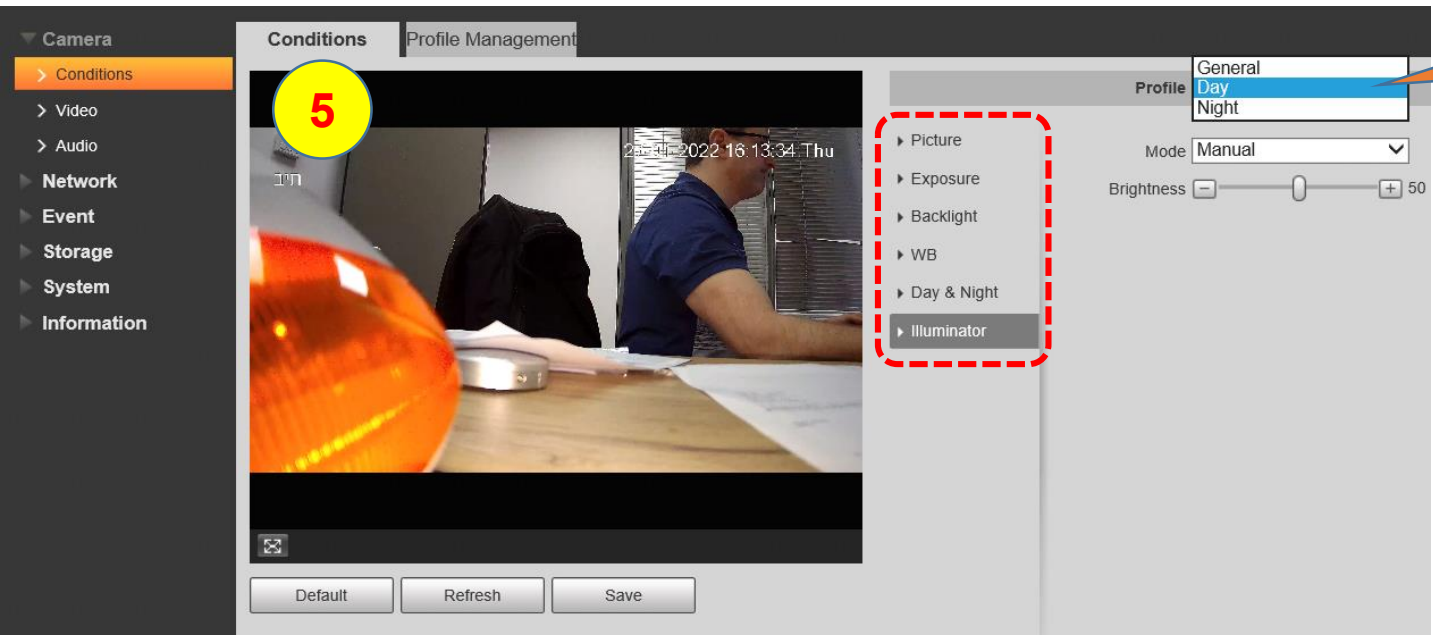 Camera
Conditions
Video
Audio
Network
Event
Storage
System
Information
Conditions
Profile Management
5
2022 16:13:34 Thu
Picture
Exposure
Backlight
WB
Day & Night
Illuminator
Profile
General
Day
Night
Mode Manual
Brightness 50
Default
Refresh
Save